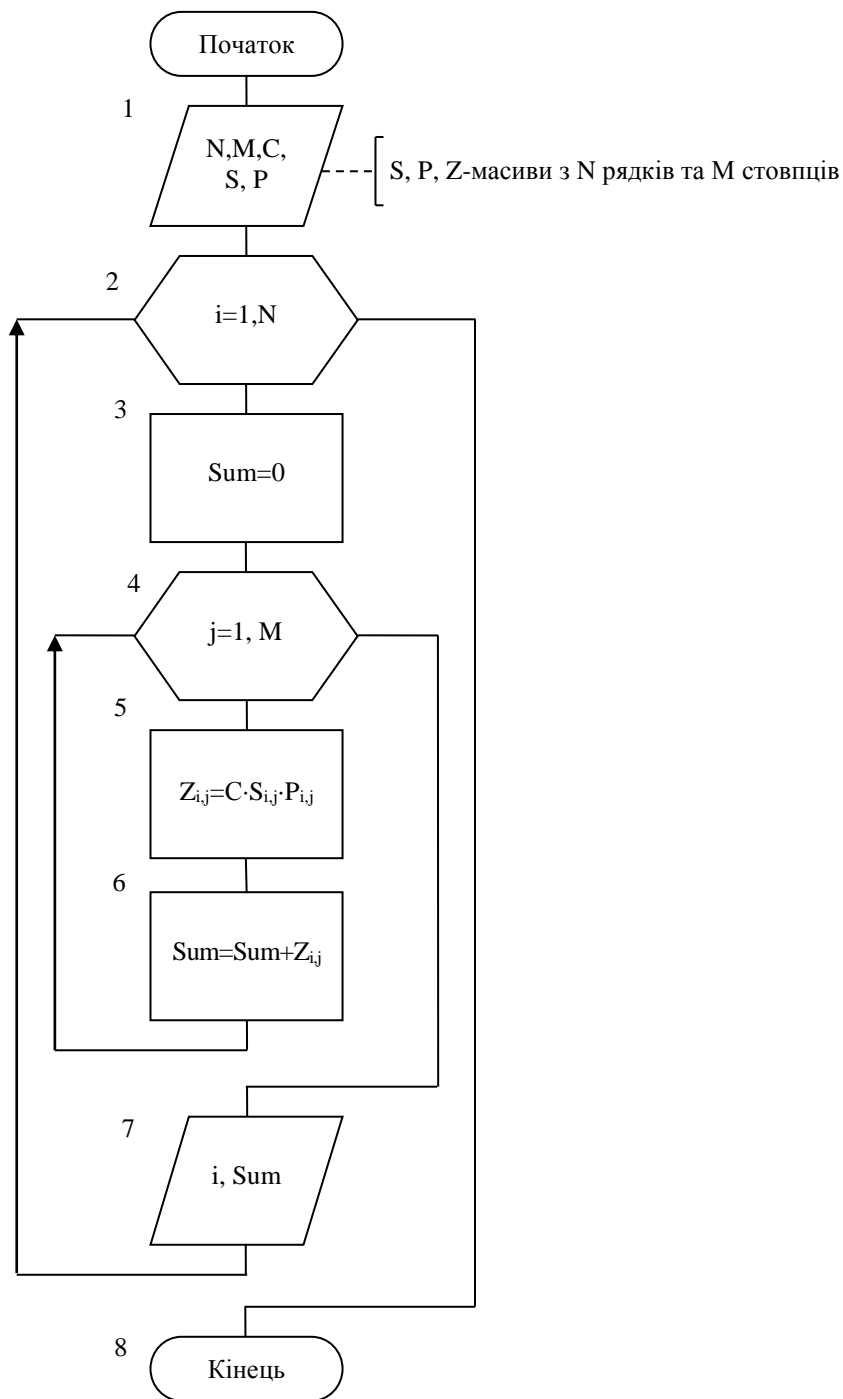 Початок
1
N,M,C,
S, P
S, P, Z-масиви з N рядків та M стовпців
2
i=1,N
3
Sum=0
4
j=1, M
5
Zi,j=C·Si,j·Pi,j
6
Sum=Sum+Zi,j
7
i, Sum
8
Кінець